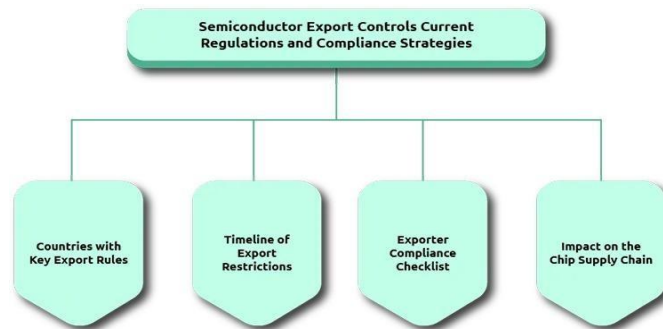 Semiconductor Export Controls Current
Regulations and Compliance Strategies
Countries with
Key Export Rules
Timeline of
Export
Restrictions
Exporter
Compliance
Checklist
Impact on the
Chip Supply Chain